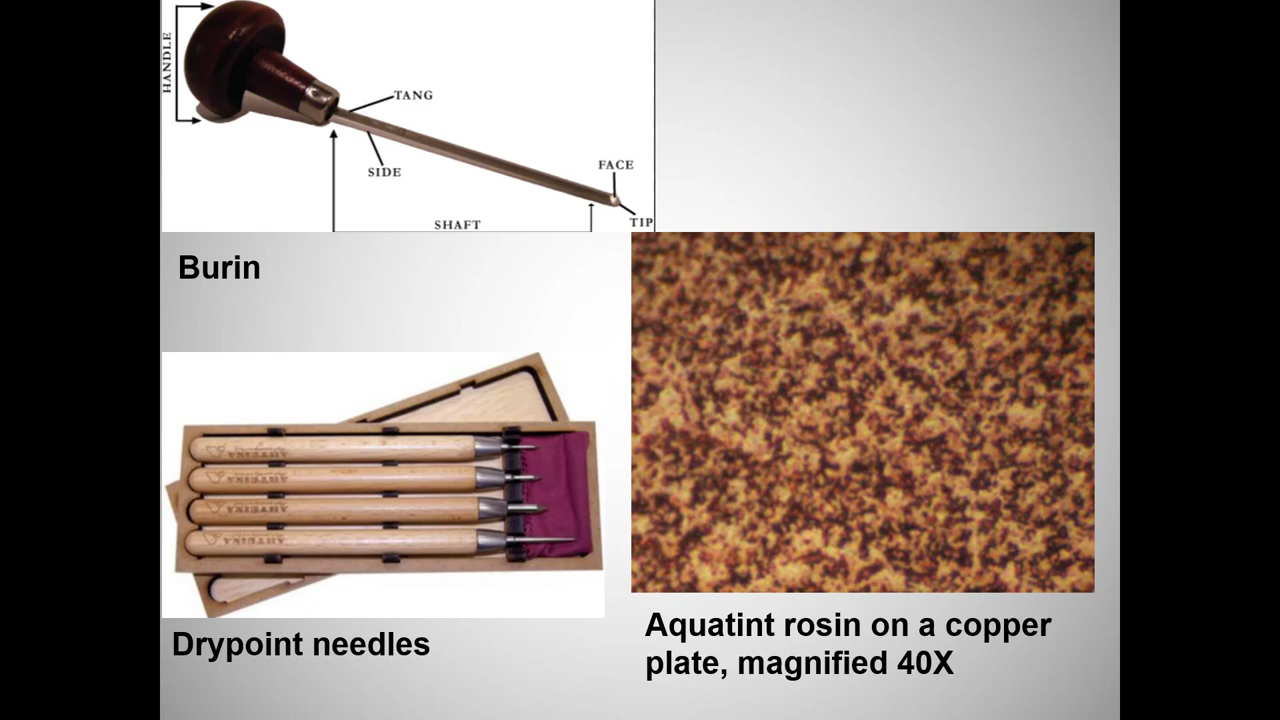 HANDLE
TANG
SIDE
FACE
TIP
SHAFT
Burin
Drypoint needles
Aquatint rosin on a copper
plate, magnified 40X